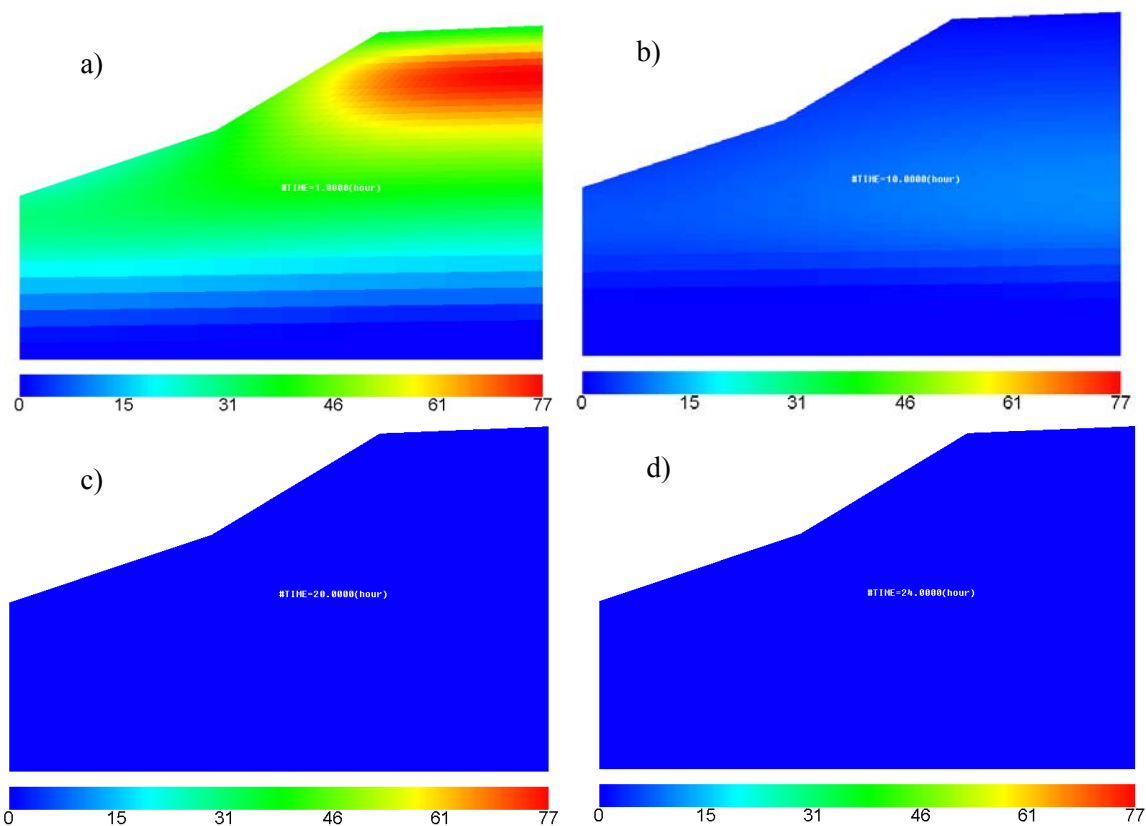 a)
#TIME=1.0000(hour)
0 15 31 46 61 77
b)
#TIME=10.0000(hour)
0 15 31 46 61 77
c)
#TIME=20.0000(hour)
0 15 31 46 61 77
d)
#TIME=24.0000(hour)
0 15 31 46 61 77